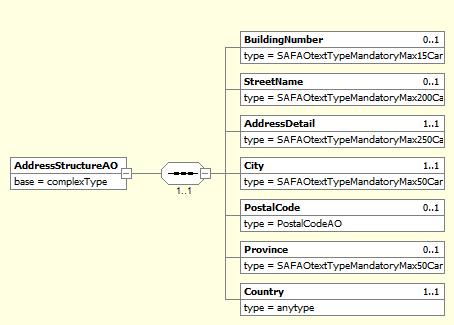 BuildingNumber 0..1
type = SAFAOtextTypeMandatoryMax15Car
StreetName 0..1
type = SAFAOtextTypeMandatoryMax200Car
AddressDetail 1..1
type = SAFAOtextTypeMandatoryMax250Car
AddressStructureAO
base = complexType
1..1
City 1..1
type = SAFAOtextTypeMandatoryMax50Car
PostalCode 0..1
type = PostalCodeAO
Province 0..1
type = SAFAOtextTypeMandatoryMax50Car
Country 1..1
type = anytype